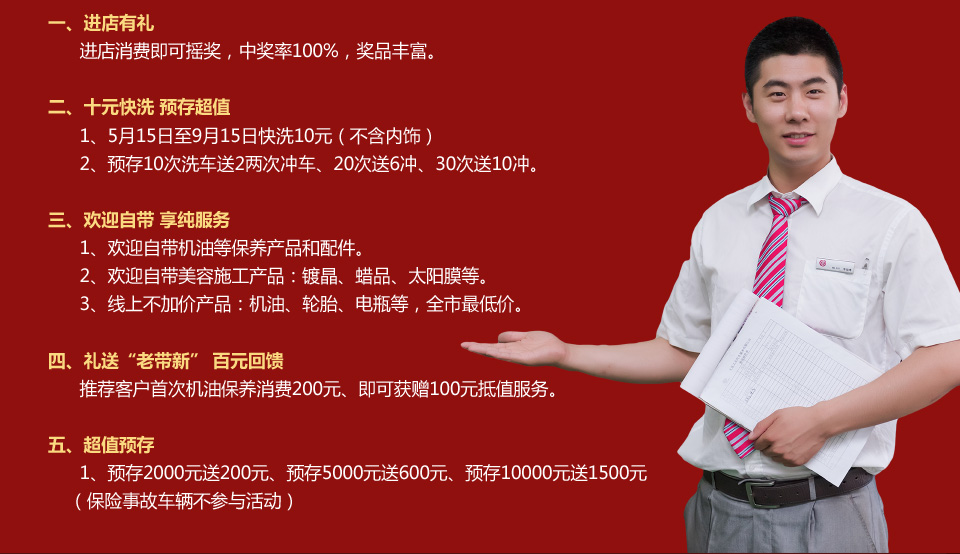 一、进店有礼
进店消费即可摇奖，中奖率100%，奖品丰富。
二、十元快洗 预存超值
1、5月15日至9月15日快洗10元（不含内饰）
2、预存10次洗车送2两次冲车、20次送6冲、30次送10冲。
三、欢迎自带 享纯服务
1、欢迎自带机油等保养产品和配件。
2、欢迎自带美容施工产品：镀晶、蜡品、太阳膜等。
3、线上不加价产品：机油、轮胎、电瓶等，全市最低价。
四、礼送“老带新” 百元回馈
推荐客户首次机油保养消费200元、即可获赠100元抵值服务。
五、超值预存
1、预存2000元送200元、预存5000元送600元、预存10000元送1500元
（保险事故车辆不参与活动）